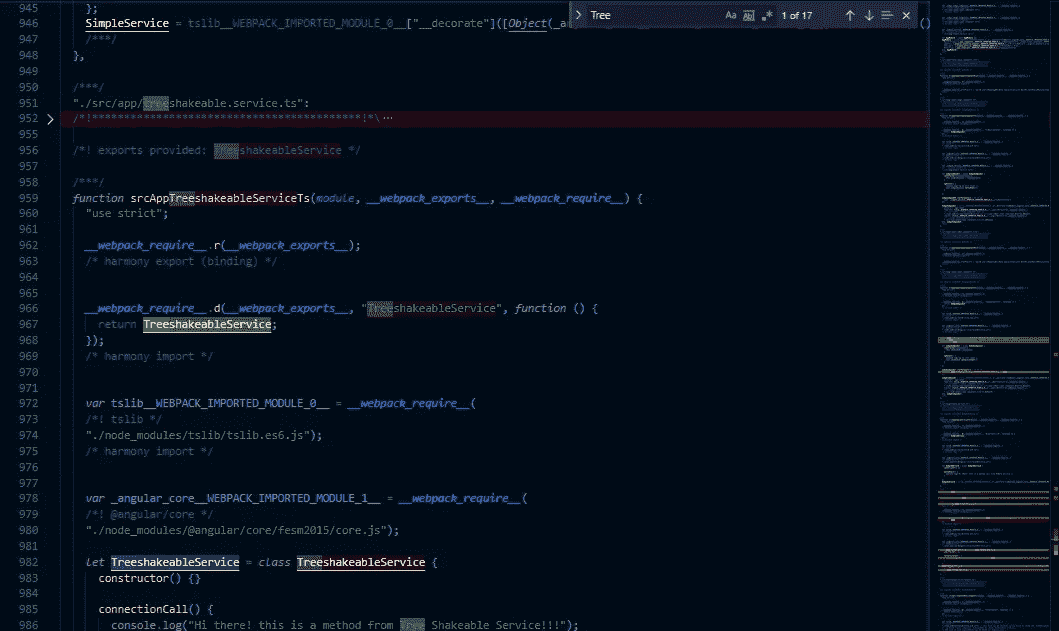 945 };
946 SimpleService = tslib__WEBPACK_IMPORTED_MODULE_0__["__decorate"]([Object(_a ()
> Tree Aa Ab .* 1 of 17
947 /***/
948 },
949
950 /***/
951 "./src/app/treeshakeable.service.ts":
952 /*!******************************************!*\ ...
955
956 /*! exports provided: TreeshakeableService */
957
958 /***/
959 function srcAppTreeshakeableServiceTs(module, __webpack_exports__, __webpack_require__) {
960 "use strict";
961
962 __webpack_require__.r(__webpack_exports__);
963 /* harmony export (binding) */
964
965
966 __webpack_require__.d(__webpack_exports__, "TreeshakeableService", function () {
967 return TreeshakeableService;
968 });
969 /* harmony import */
970
971
972 var tslib__WEBPACK_IMPORTED_MODULE_0__ = __webpack_require__(
973 /*! tslib */
974 "./node_modules/tslib/tslib.es6.js");
975 /* harmony import */
976
977
978 var _angular_core__WEBPACK_IMPORTED_MODULE_1__ = __webpack_require__(
979 /*! @angular/core */
980 "./node_modules/@angular/core/fesm2015/core.js");
981
982 let TreeshakeableService = class TreeshakeableService {
983 constructor() {}
984
985 connectionCall() {
986 console.log("Hi there! this is a method from Tree Shakeable Service!!!");